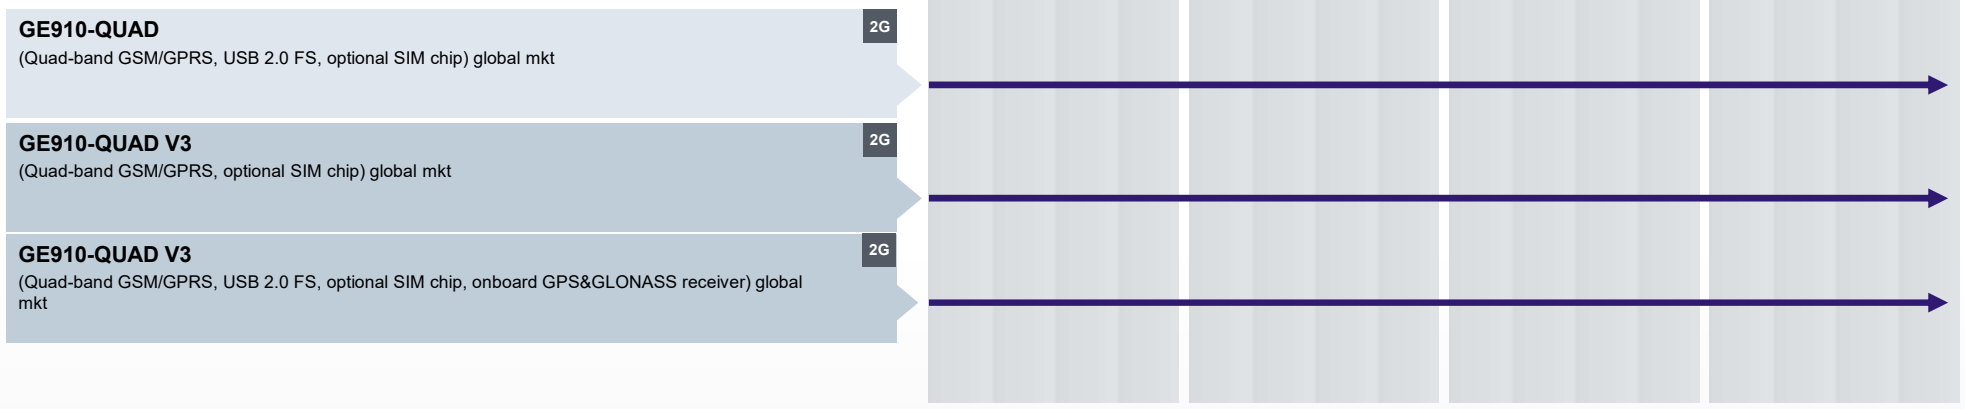 GE910-QUAD
2G
(Quad-band GSM/GPRS, USB 2.0 FS, optional SIM chip) global mkt
GE910-QUAD V3
2G
(Quad-band GSM/GPRS, optional SIM chip) global mkt
GE910-QUAD V3
2G
(Quad-band GSM/GPRS, USB 2.0 FS, optional SIM chip, onboard GPS&GLONASS receiver) global
mkt